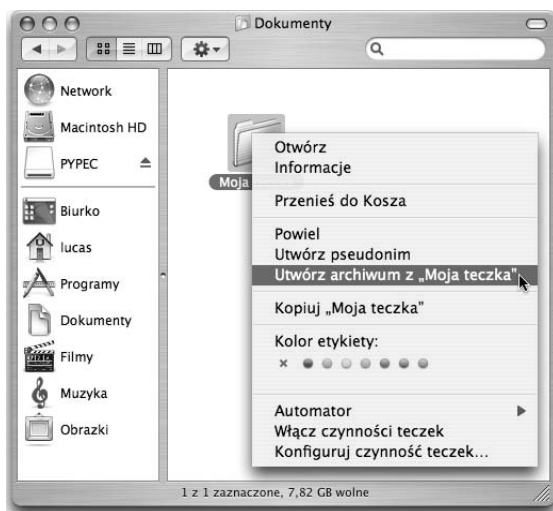 Dokumenty
Network
Macintosh HD
PYPEC
Biurko
lucas
Programy
Dokumenty
Filmy
Muzyka
Obrazki
Moja
Otwórz
Informacje
Przenieś do Kosza
Powiel
Utwórz pseudonim
Utwórz archiwum z „Moja teczka”
Kopiuj „Moja teczka”
Kolor etykiety:
×
Automator
Włącz czynności teczek
Konfiguruj czynność teczek...
1 z 1 zaznaczone, 7,82 GB wolne